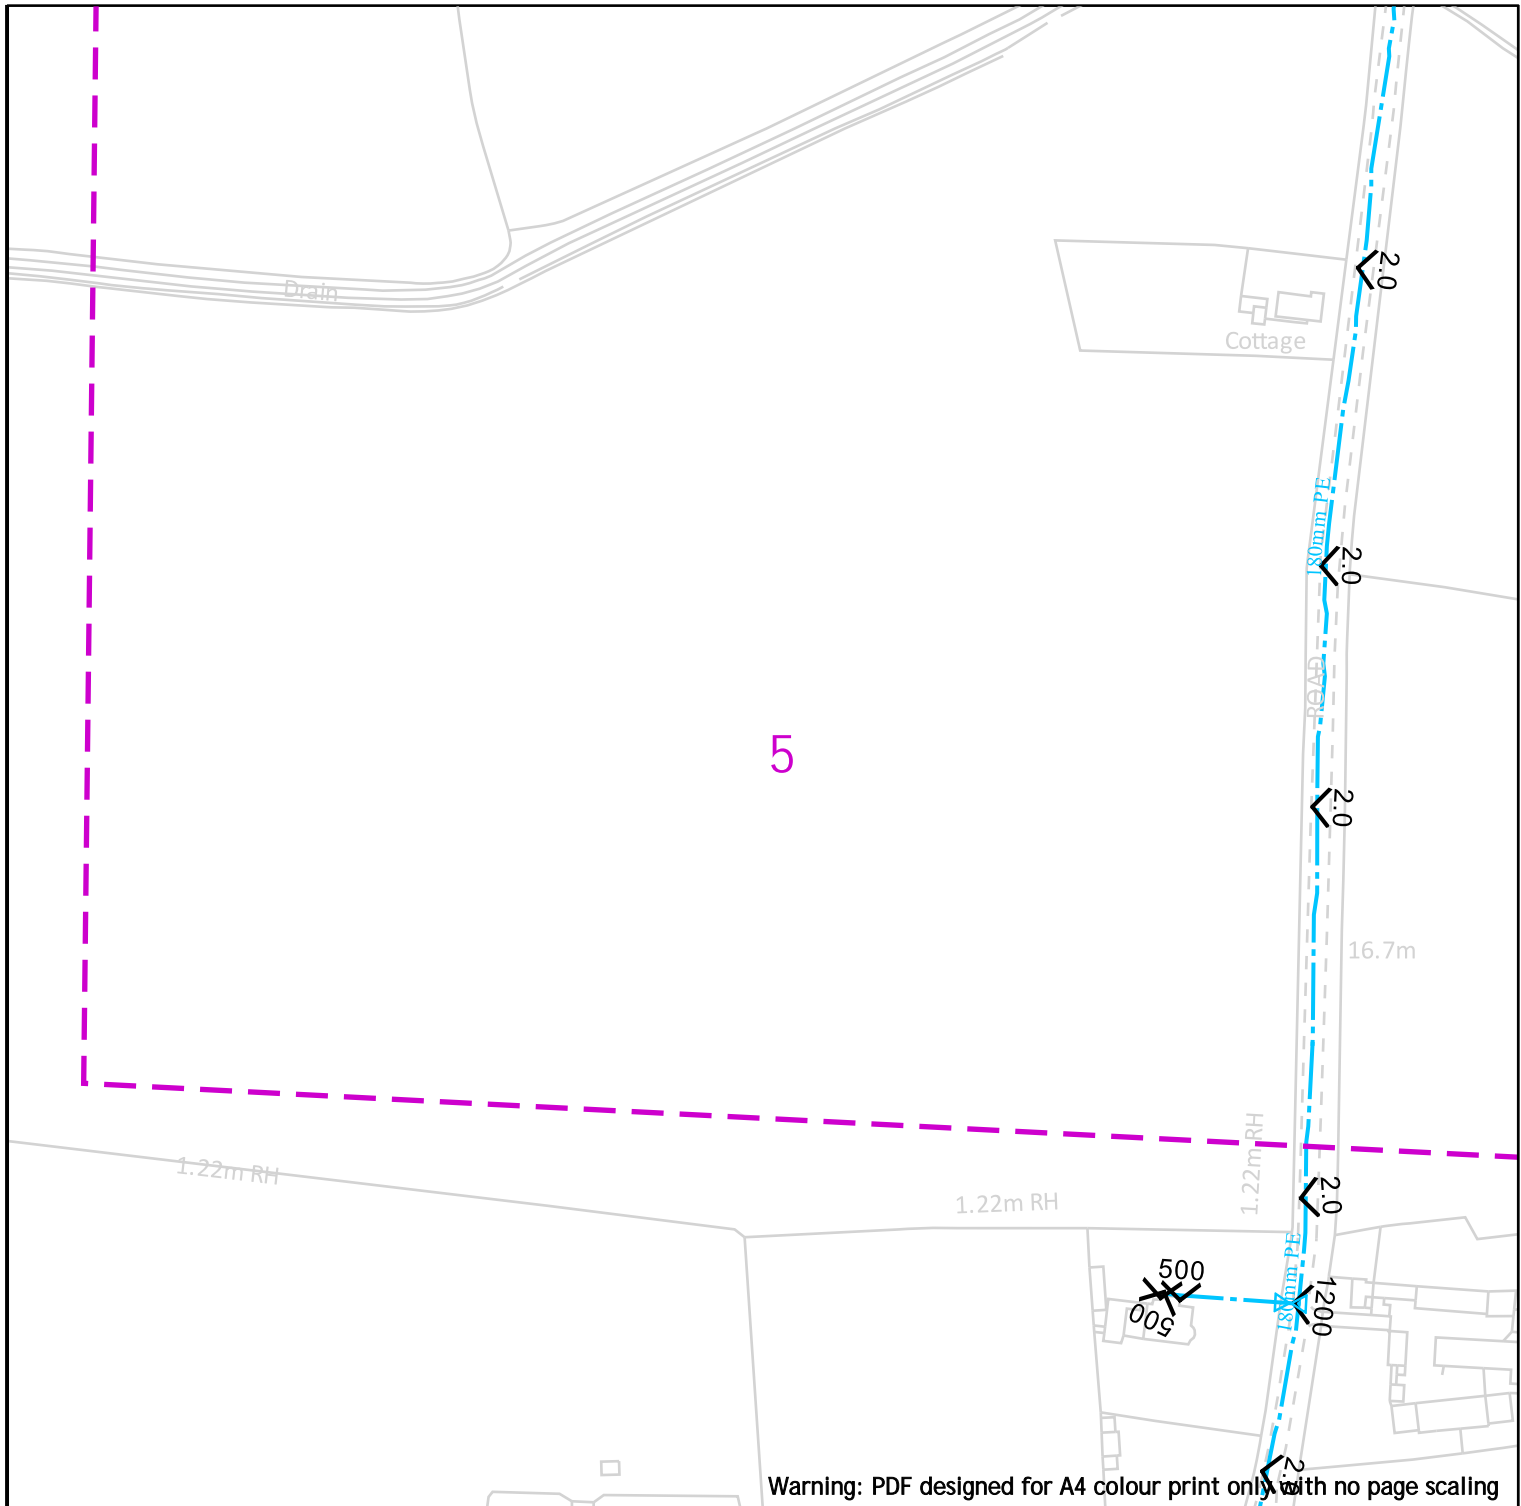 Drain
2.0
Cottage
180mm PE
2.0
ROAD
5
2.0
16.7m
1.22m RH
1.22m RH
1.22m RH
2.0
180mm PE
500
500
1200
2.0
Warning: PDF designed for A4 colour print only with no page scaling